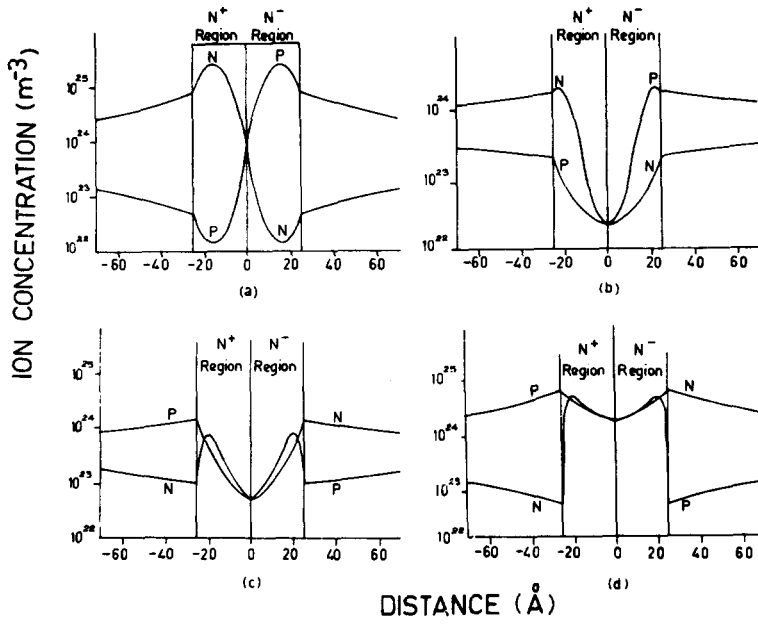 ION CONCENTRATION (m⁻³)
N⁺ Region
N⁻ Region
N
P
P
N
10²⁵
10²⁴
10²³
10²²
-60 -40 -20 0 20 40 60
(a)
N⁺ Region
N⁻ Region
N
P
P
N
10²⁴
10²³
10²²
-60 -40 -20 0 20 40 60
(b)
N⁺ Region
N⁻ Region
P
N
N
P
10²⁵
10²⁴
10²³
10²²
-60 -40 -20 0 20 40 60
(c)
N⁺ Region
N⁻ Region
P
N
N
P
10²⁵
10²⁴
10²³
10²²
-60 -40 -20 0 20 40 60
(d)
DISTANCE (Å)